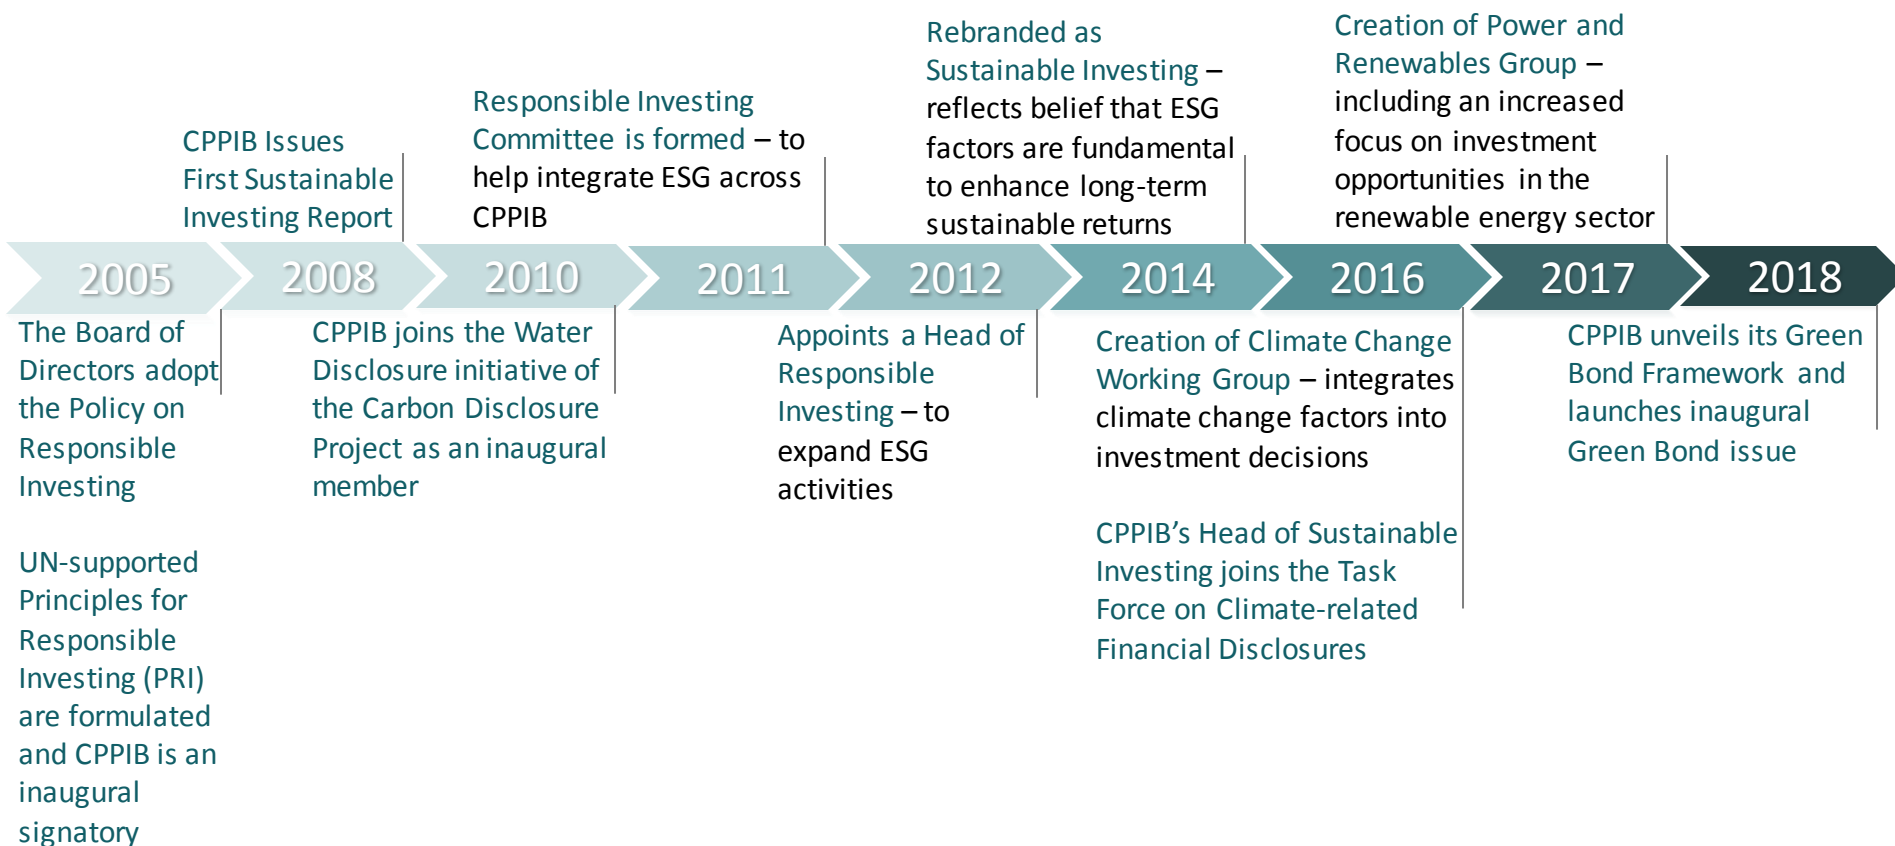 CPPIB Issues
First Sustainable
Investing Report
Responsible Investing
Committee is formed – to
help integrate ESG across
CPPIB
Rebranded as
Sustainable Investing –
reflects belief that ESG
factors are fundamental
to enhance long-term
sustainable returns
Creation of Power and
Renewables Group –
including an increased
focus on investment
opportunities in the
renewable energy sector
2005 2008 2010 2011 2012 2014 2016 2017 2018
The Board of
Directors adopt
the Policy on
Responsible
Investing
UN-supported
Principles for
Responsible
Investing (PRI)
are formulated
and CPPIB is an
inaugural
signatory
CPPIB joins the Water
Disclosure initiative of
the Carbon Disclosure
Project as an inaugural
member
Appoints a Head of
Responsible
Investing – to
expand ESG
activities
Creation of Climate Change
Working Group – integrates
climate change factors into
investment decisions
CPPIB’s Head of Sustainable
Investing joins the Task
Force on Climate-related
Financial Disclosures
CPPIB unveils its Green
Bond Framework and
launches inaugural
Green Bond issue